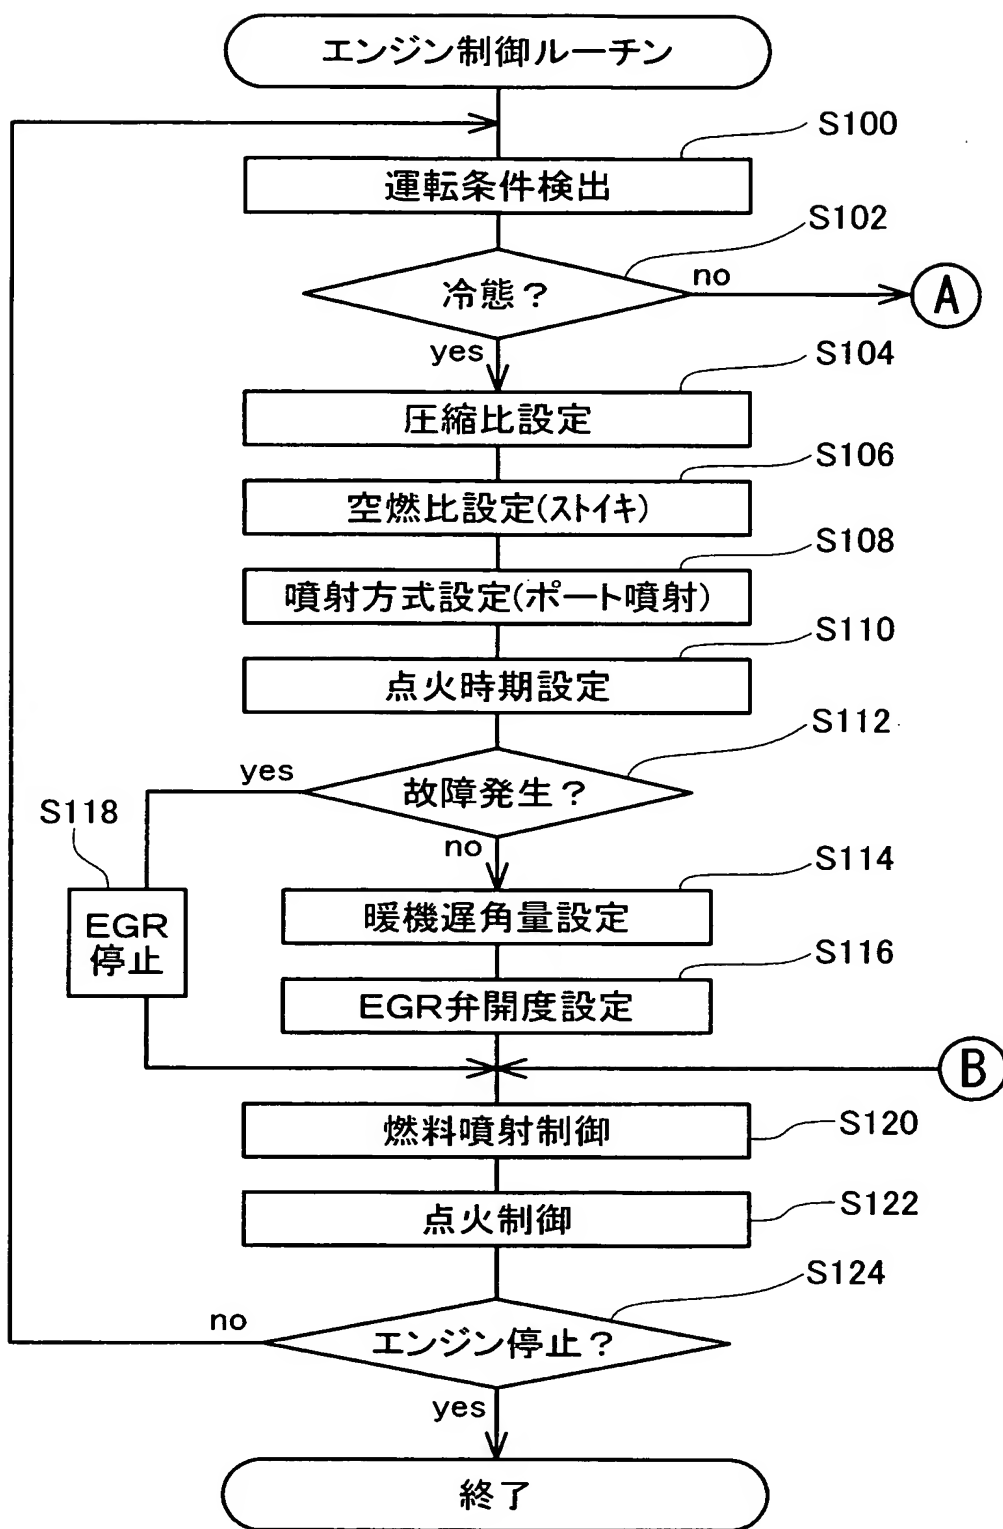 エンジン制御ルーチン
S100
運転条件検出
S102
冷態?
no
A
yes
S104
圧縮比設定
S106
空燃比設定(ストイキ)
S108
噴射方式設定(ポート噴射)
S110
点火時期設定
S112
yes
故障発生?
S118
no
S114
EGR
停止
暖機遅角量設定
S116
EGR弁開度設定
B
燃料噴射制御
S120
点火制御
S122
S124
no
エンジン停止?
yes
終了